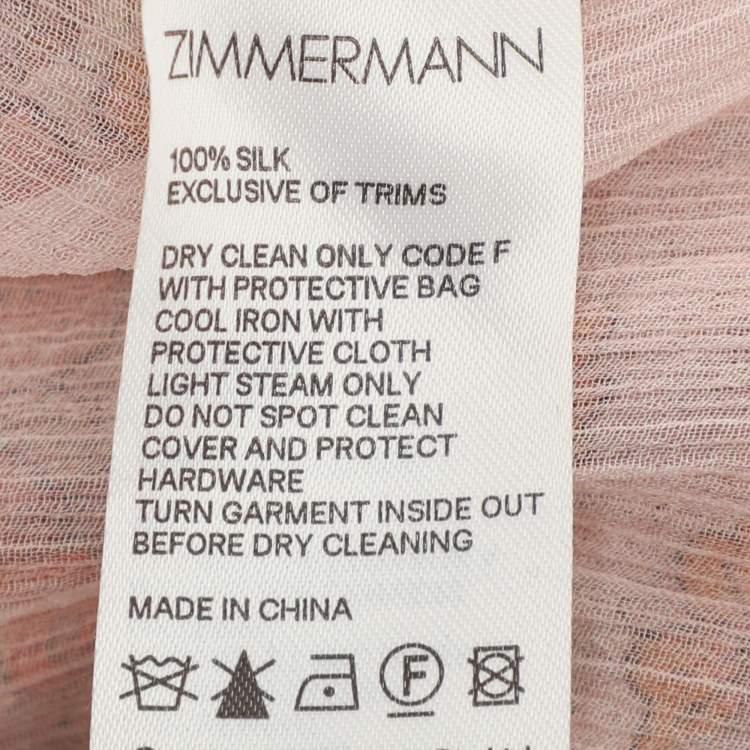 ZIMMERMANN
100% SILK
EXCLUSIVE OF TRIMS
DRY CLEAN ONLY CODE F
WITH PROTECTIVE BAG
COOL IRON WITH
PROTECTIVE CLOTH
LIGHT STEAM ONLY
DO NOT SPOT CLEAN
COVER AND PROTECT
HARDWARE
TURN GARMENT INSIDE OUT
BEFORE DRY CLEANING
MADE IN CHINA
F